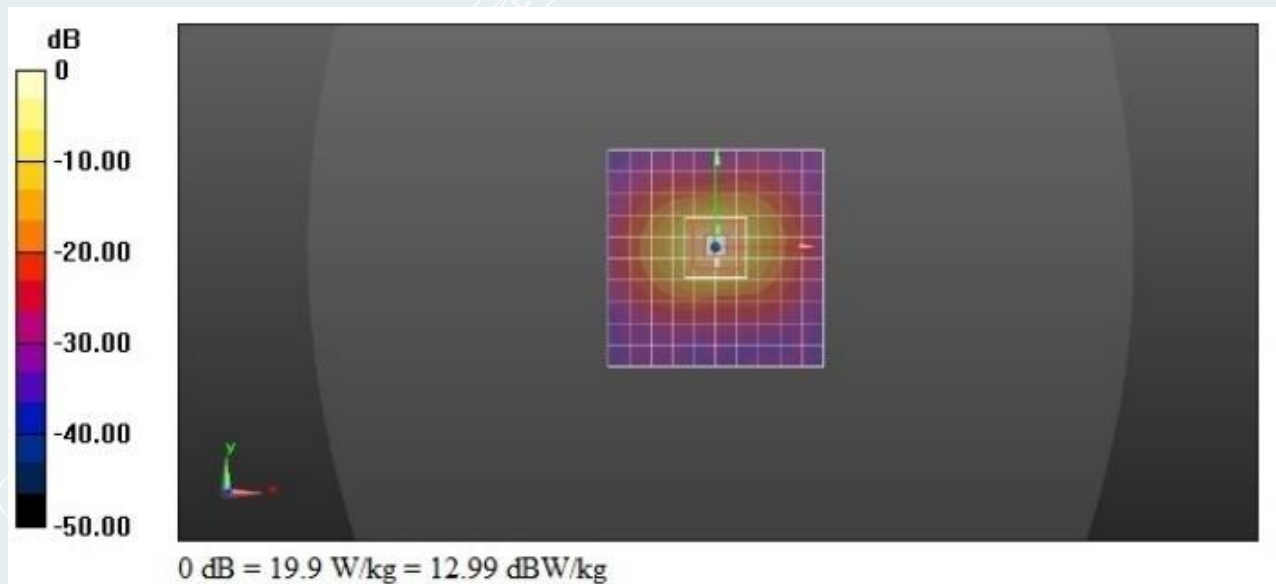 dB
0
-10.00
-20.00
-30.00
-40.00
-50.00
y
x
0 dB = 19.9 W/kg = 12.99 dBW/kg